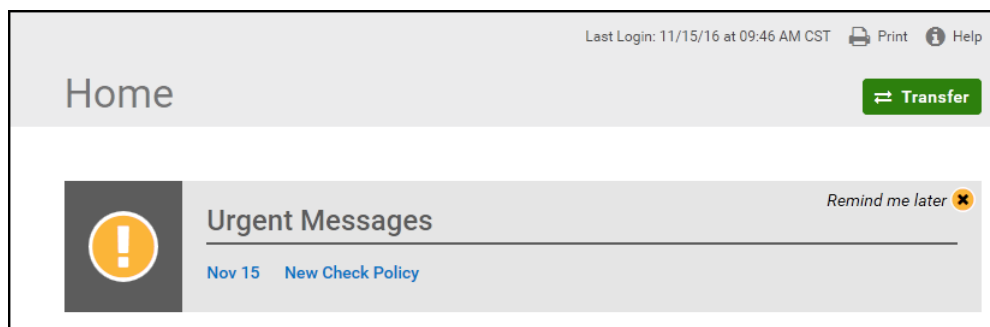 Last Login: 11/15/16 at 09:46 AM CST Print Help
Home
Transfer
Remind me later
Urgent Messages
Nov 15 New Check Policy